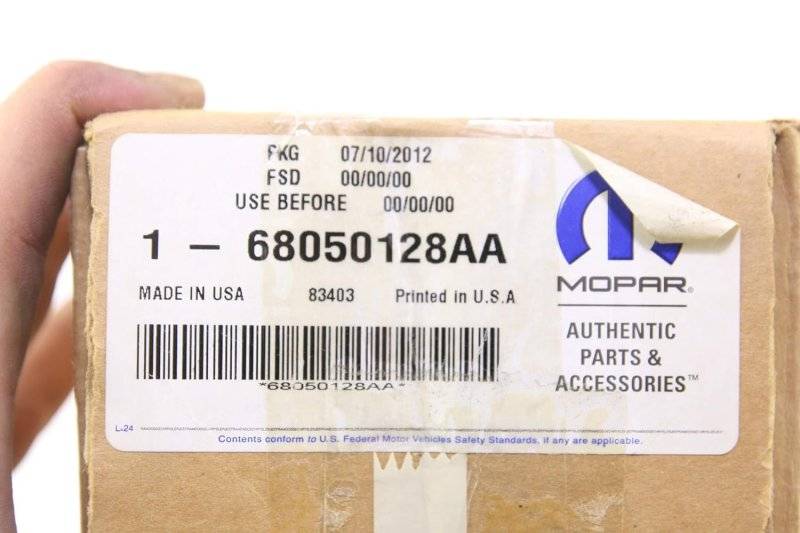 PKG 07/10/2012
FSD 00/00/00
USE BEFORE 00/00/00
1 - 68050128AA
MADE IN USA 83403 Printed in U.S.A
*68050128AA*
MOPAR®
AUTHENTIC
PARTS &
ACCESSORIES™
L-24
Contents conform to U.S. Federal Motor Vehicles Safety Standards, if any are applicable.